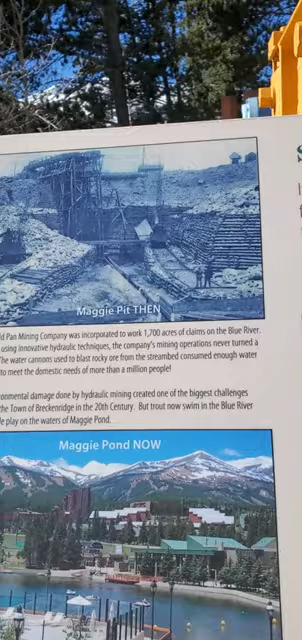 Maggie Pit THEN
ld Pan Mining Company was incorporated to work 1,700 acres of claims on the Blue River.
using innovative hydraulic techniques, the company's mining operations never turned a
The water cannons used to blast rocky ore from the streambed consumed enough water
to meet the domestic needs of more than a million people!
onmental damage done by hydraulic mining created one of the biggest challenges
the Town of Breckenridge in the 20th Century. But trout now swim in the Blue River
le play on the waters of Maggie Pond.
Maggie Pond NOW